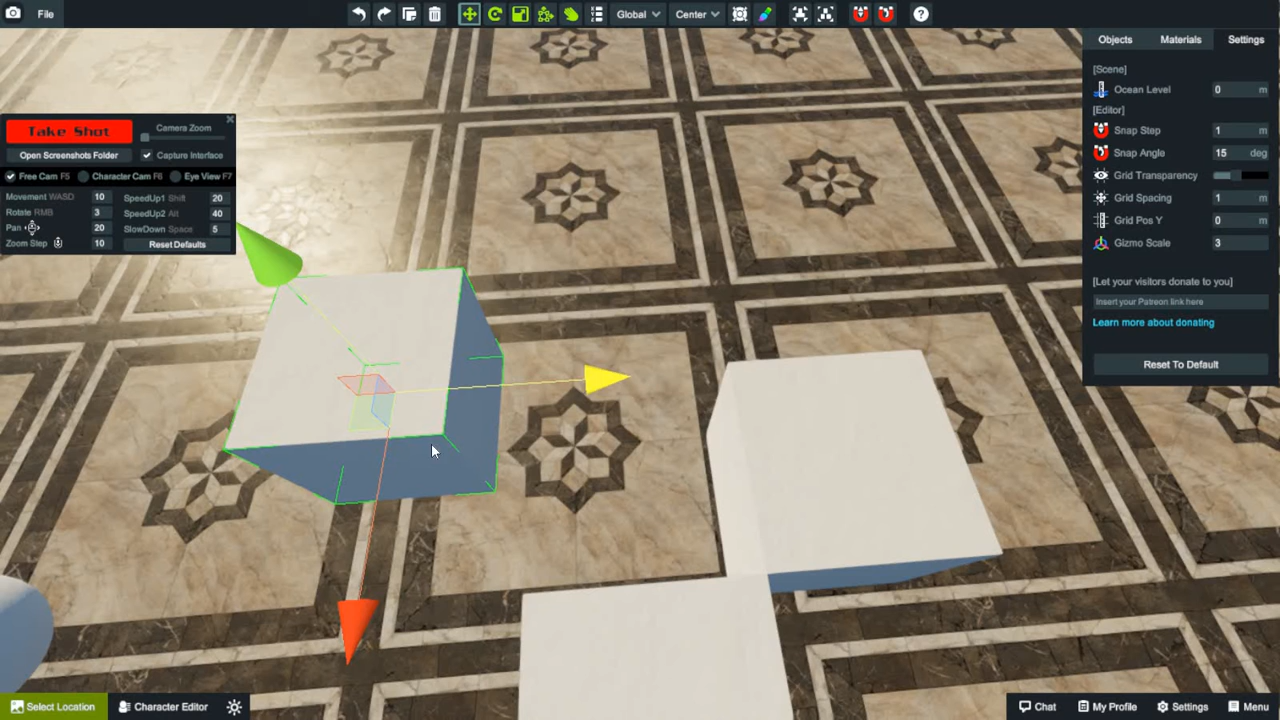 File
Global
Center
Objects
Materials
Settings
[Scene]
Ocean Level
0 m
[Editor]
Snap Step
1 m
Snap Angle
15 deg
Grid Transparency
Grid Spacing
1 m
Grid Pos Y
0 m
Gizmo Scale
3
[Let your visitors donate to you]
Insert your Patreon link here
Learn more about donating
Reset To Default
Take Shot
Camera Zoom
Open Screenshots Folder
Capture Interface
Free Cam F5
Character Cam F6
Eye View F7
Movement WASD 10
SpeedUp1 Shift 20
Rotate RMB 3
SpeedUp2 Alt 40
Pan 20
SlowDown Space 5
Zoom Step 10
Reset Defaults
Select Location
Character Editor
Chat
My Profile
Settings
Menu